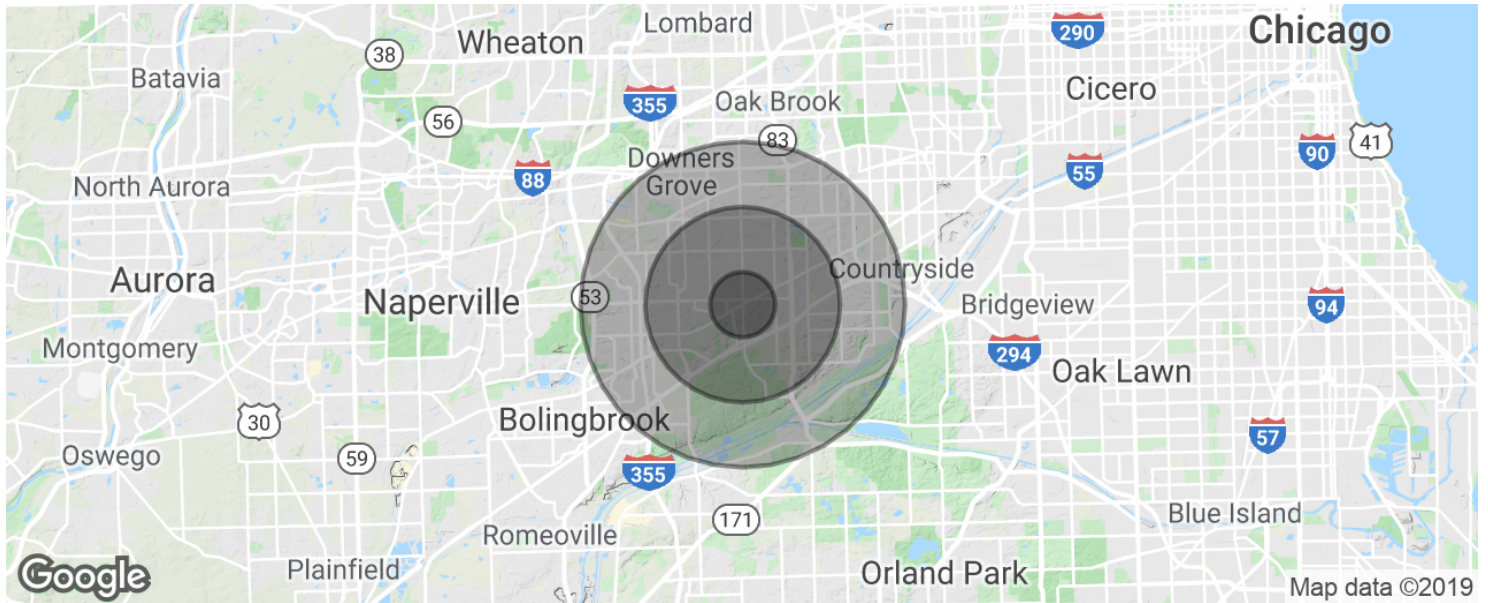 Lombard
Chicago
290
Wheaton
38
Batavia
Cicero
355
Oak Brook
56
83
41
90
Downers
Grove
55
88
North Aurora
Countryside
Aurora
53
Naperville
Bridgeview
94
Montgomery
294
Oak Lawn
Bolingbrook
30
57
Oswego
59
355
171
Blue Island
Romeoville
Plainfield
Orland Park
Google
Map data ©2019